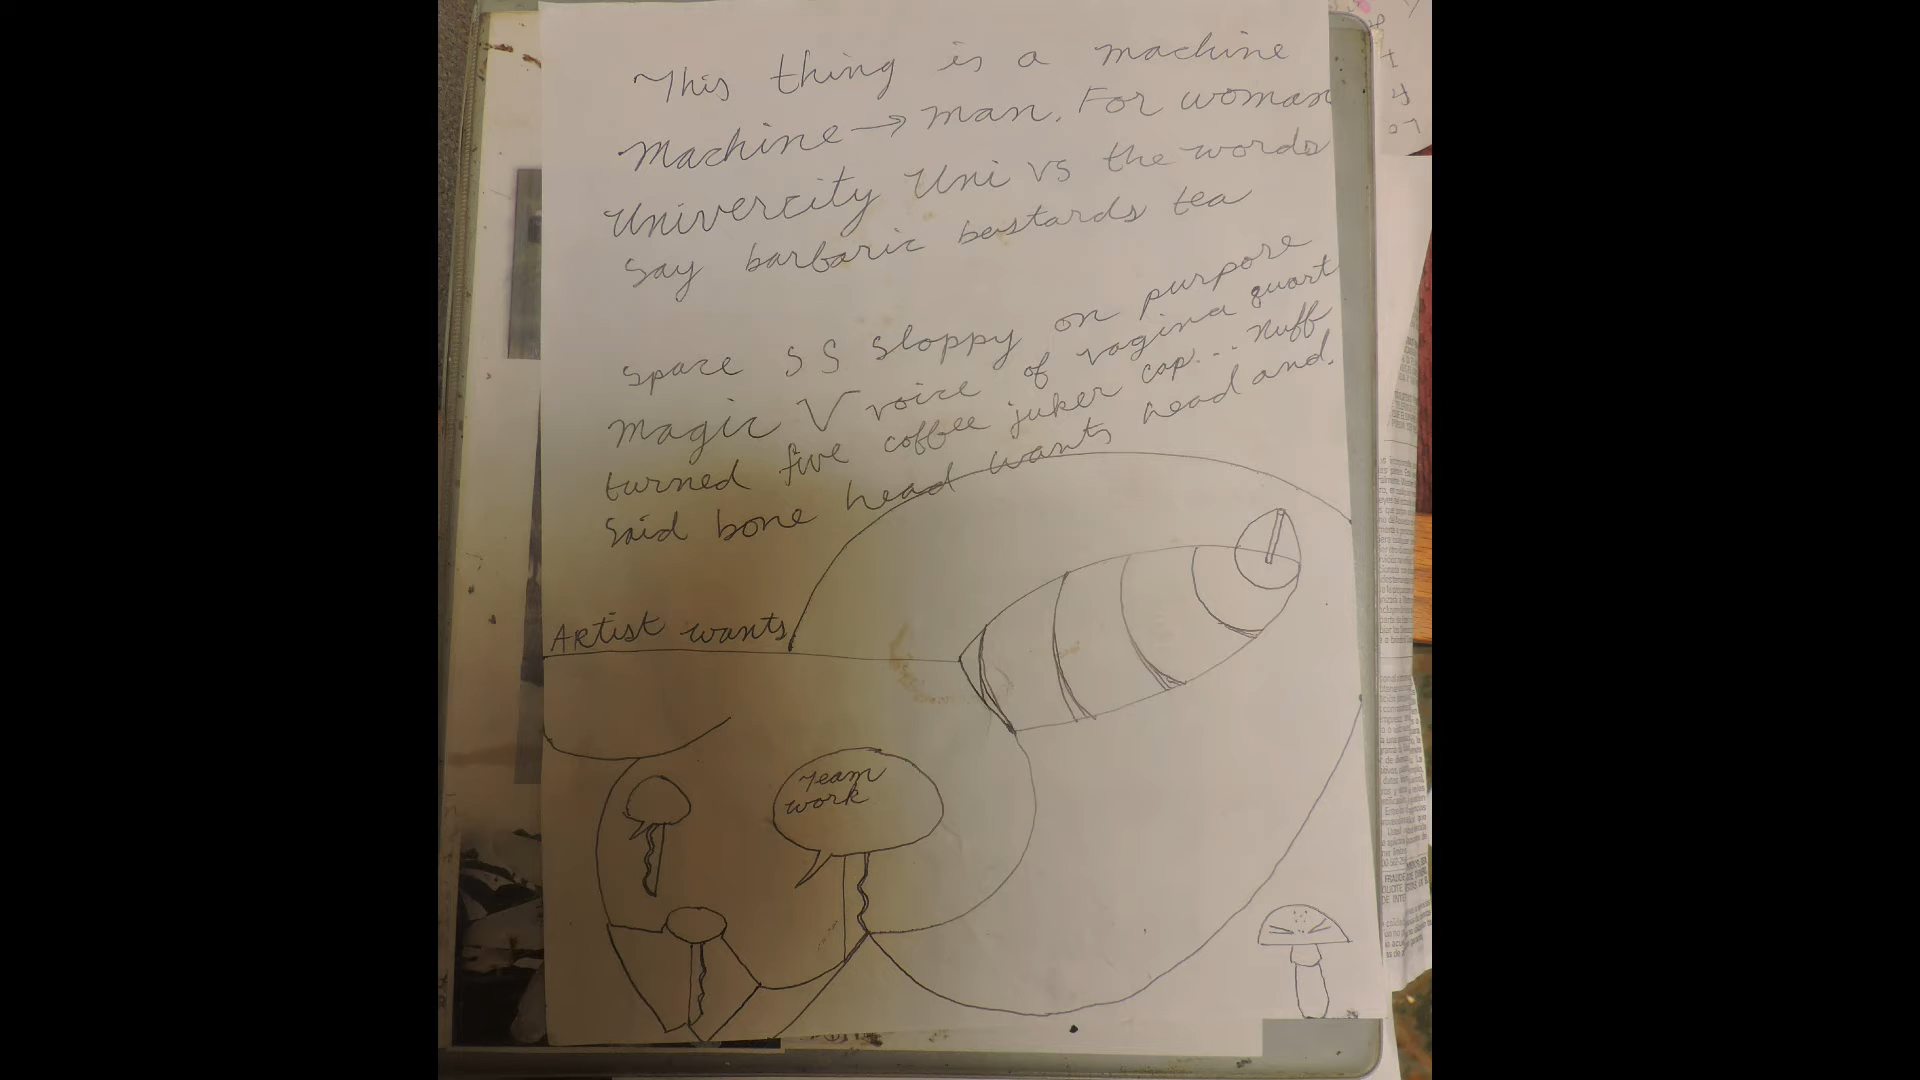 This thing is a machine
Machine → man. For woman
Univercity Uni vs the words
Say barbaric bastards tea
Space SS Sloppy on purpore
magic V voice of vagina quart
turned five coffee juker cap... Nuff
Said bone head wants head and.
Artist wants
Team
work